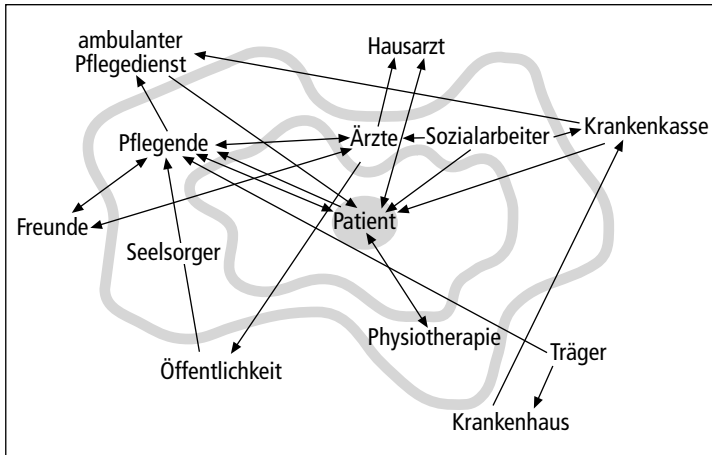 ambulanter
Pflegedienst
Hausarzt
Pflegende
Ärzte
Sozialarbeiter
Krankenkasse
Freunde
Seelsorger
Patient
Physiotherapie
Träger
Öffentlichkeit
Krankenhaus